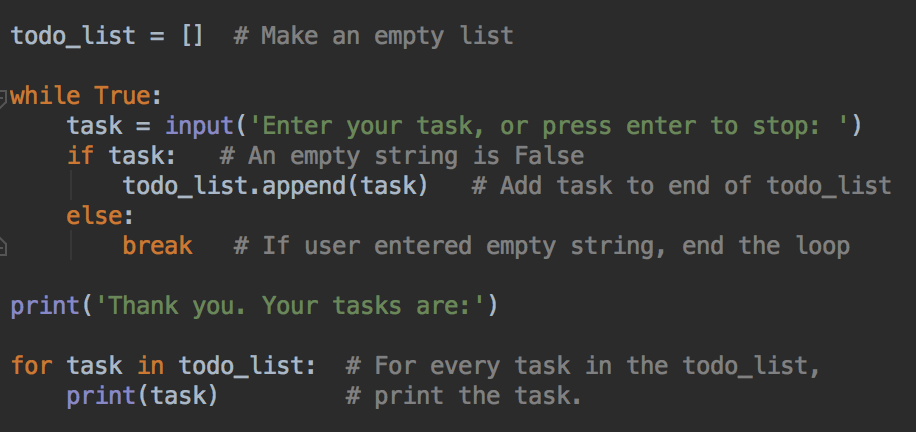 todo_list = []  # Make an empty list

while True:
    task = input('Enter your task, or press enter to stop: ')
    if task:   # An empty string is False
        todo_list.append(task)   # Add task to end of todo_list
    else:
        break   # If user entered empty string, end the loop

print('Thank you. Your tasks are:')

for task in todo_list:  # For every task in the todo_list,
    print(task)         # print the task.